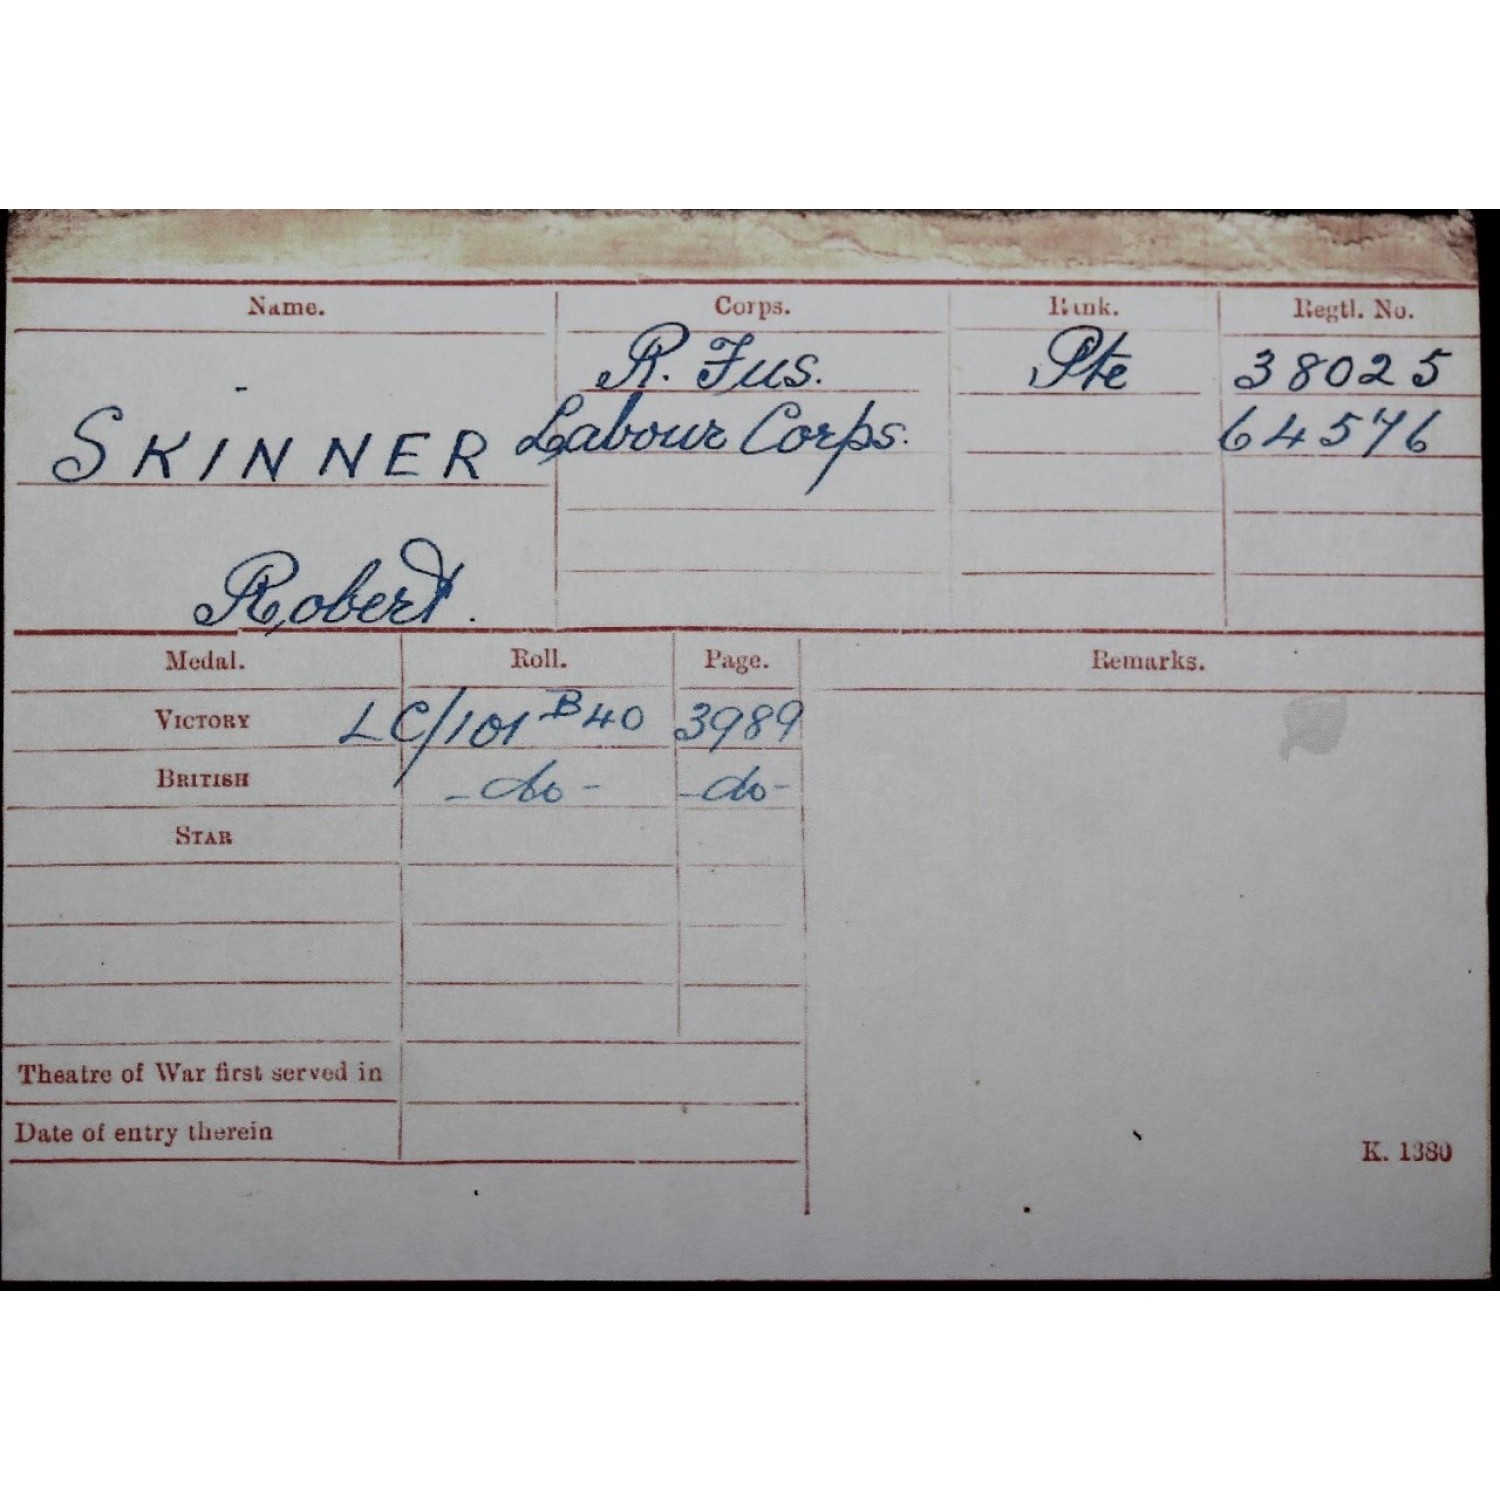 Name. Corps. Rank. Regtl. No.
R. Fus. Pte 38025
SKINNER Labour Corps. 64576
Robert.
Medal. Roll. Page. Remarks.
VICTORY LC/101 B 40 3989
BRITISH -do- -do-
STAR
Theatre of War first served in
Date of entry therein
K. 1380